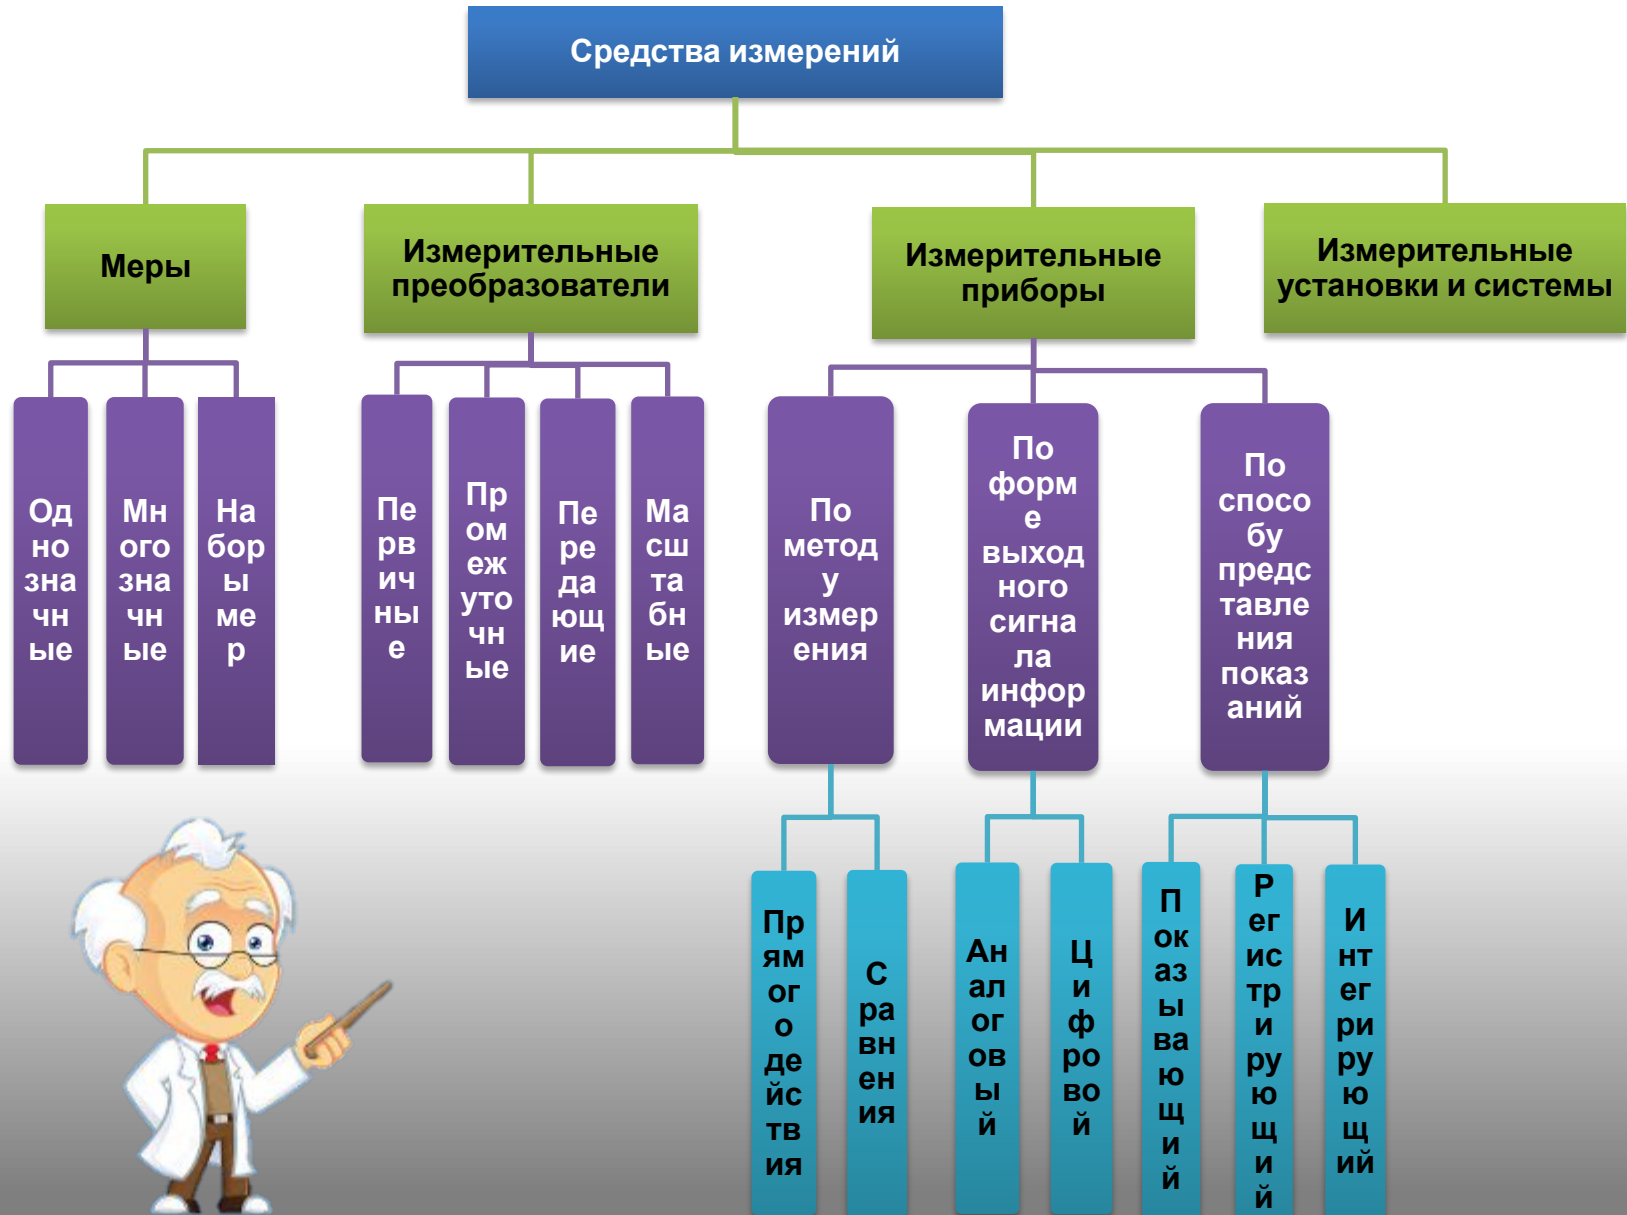 Средства измерений
Меры
Измерительные
преобразователи
Измерительные
приборы
Измерительные
установки и системы
Од
но
зна
чн
ые
Мн
ого
зна
чн
ые
На
бор
ы
ме
р
Пе
рв
ич
ны
е
Пр
ом
еж
уто
чн
ые
Пе
ре
да
ющ
ие
Ма
сш
та
бн
ые
По
метод
у
измер
ения
По
форм
е
выход
ного
сигна
ла
инфор
мации
По
спосо
бу
предс
тавле
ния
показ
аний
Пр
ям
ог
о
де
йс
тв
ия
С
ра
вн
ен
ия
Ан
ал
ог
ов
ы
й
Ц
и
ф
ро
во
й
П
ок
аз
ы
ва
ю
щ
и
й
Р
ег
ис
тр
и
ру
ю
щ
и
й
И
нт
ег
ри
ру
ю
щ
ий